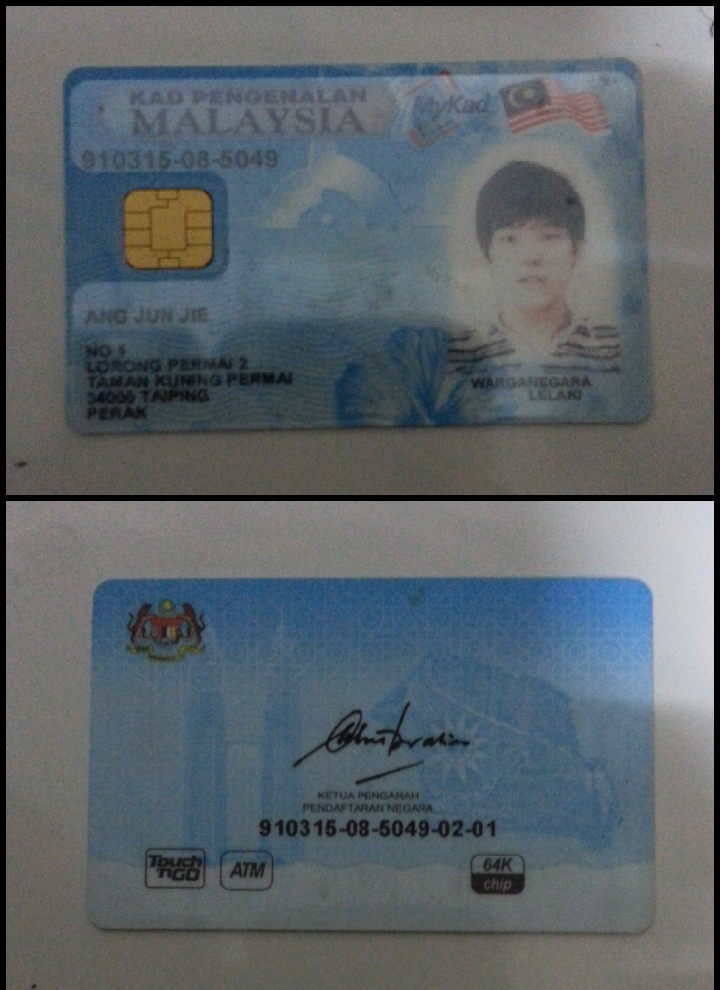 KAD PENGENALAN
MALAYSIA
MyKad
910315-08-5049
ANG JUN JIE
NO 1
LORONG PERMAI 2
TAMAN KUNING PERMAI
34000 TAIPING
PERAK
WARGANEGARA
LELAKI
KETUA PENGARAH
PENDAFTARAN NEGARA
910315-08-5049-02-01
Touch
'nGO
ATM
64K
chip